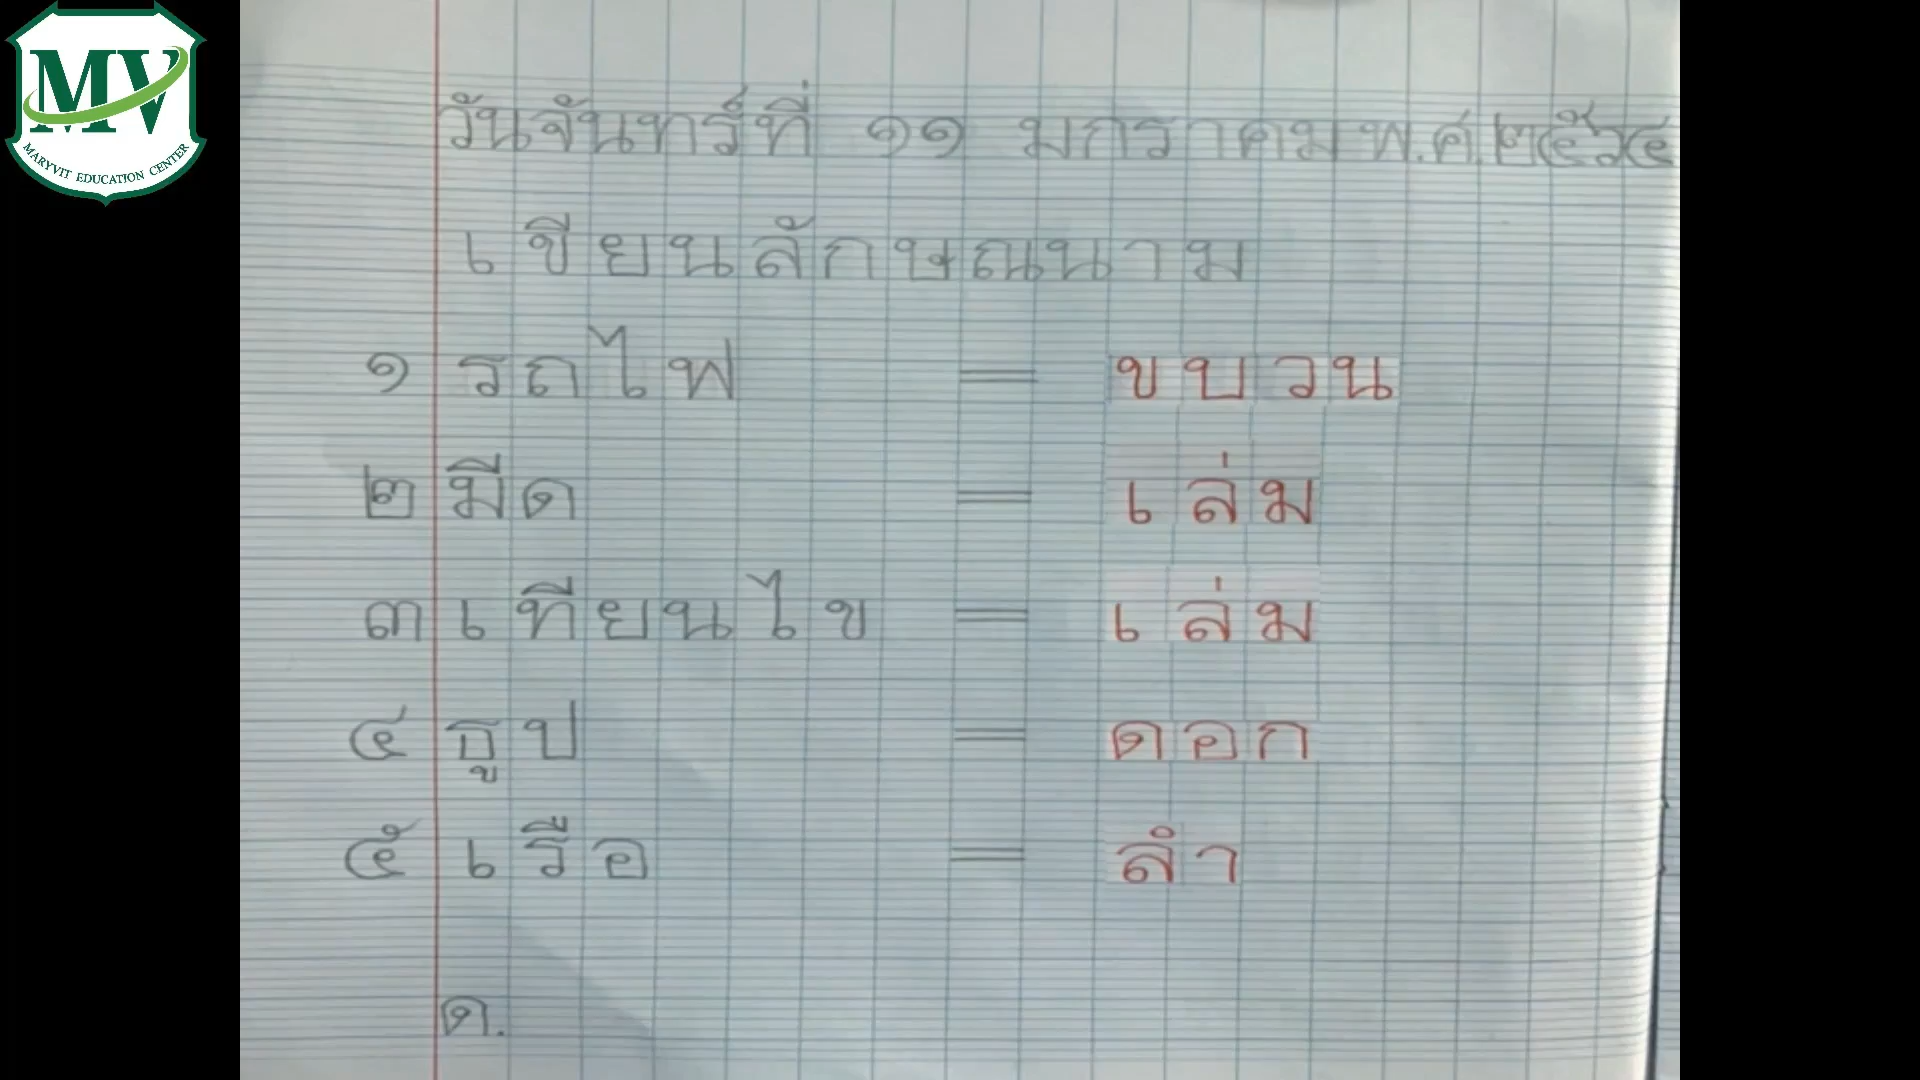 MV
MARYVIT EDUCATION CENTER
วันจันทร์ที่ ๑๑ มกราคม พ.ศ. ๒๕๖๔
เขียนลักษณนาม
๑ รถไฟ = ขบวน
๒ มีด = เล่ม
๓ เทียนไข = เล่ม
๔ ธูป = ดอก
๕ เรือ = ลำ
ด.